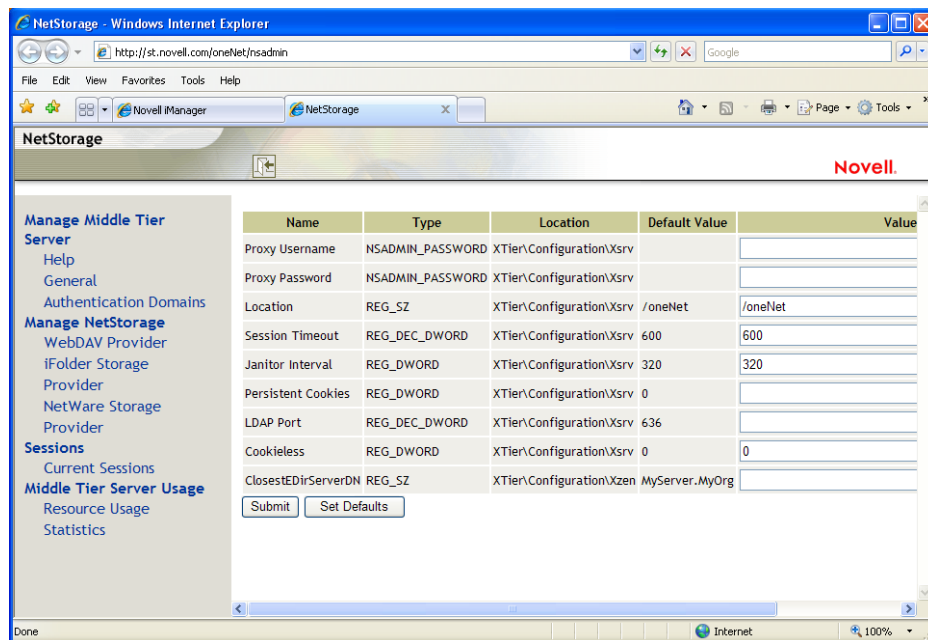 NetStorage - Windows Internet Explorer
http://st.novell.com/oneNet/nsadmin
Google
File Edit View Favorites Tools Help
Novell iManager NetStorage x Page Tools »
NetStorage
Novell.
Manage Middle Tier
Server
Help
General
Authentication Domains
Manage NetStorage
WebDAV Provider
iFolder Storage
Provider
NetWare Storage
Provider
Sessions
Current Sessions
Middle Tier Server Usage
Resource Usage
Statistics
Name Type Location Default Value Value
Proxy Username NSADMIN_PASSWORD XTier\Configuration\Xsrv
Proxy Password NSADMIN_PASSWORD XTier\Configuration\Xsrv
Location REG_SZ XTier\Configuration\Xsrv /oneNet /oneNet
Session Timeout REG_DEC_DWORD XTier\Configuration\Xsrv 600 600
Janitor Interval REG_DWORD XTier\Configuration\Xsrv 320 320
Persistent Cookies REG_DWORD XTier\Configuration\Xsrv 0
LDAP Port REG_DEC_DWORD XTier\Configuration\Xsrv 636
Cookieless REG_DWORD XTier\Configuration\Xsrv 0 0
ClosestEDirServerDN REG_SZ XTier\Configuration\Xzen MyServer.MyOrg
Submit Set Defaults
Done Internet 100%